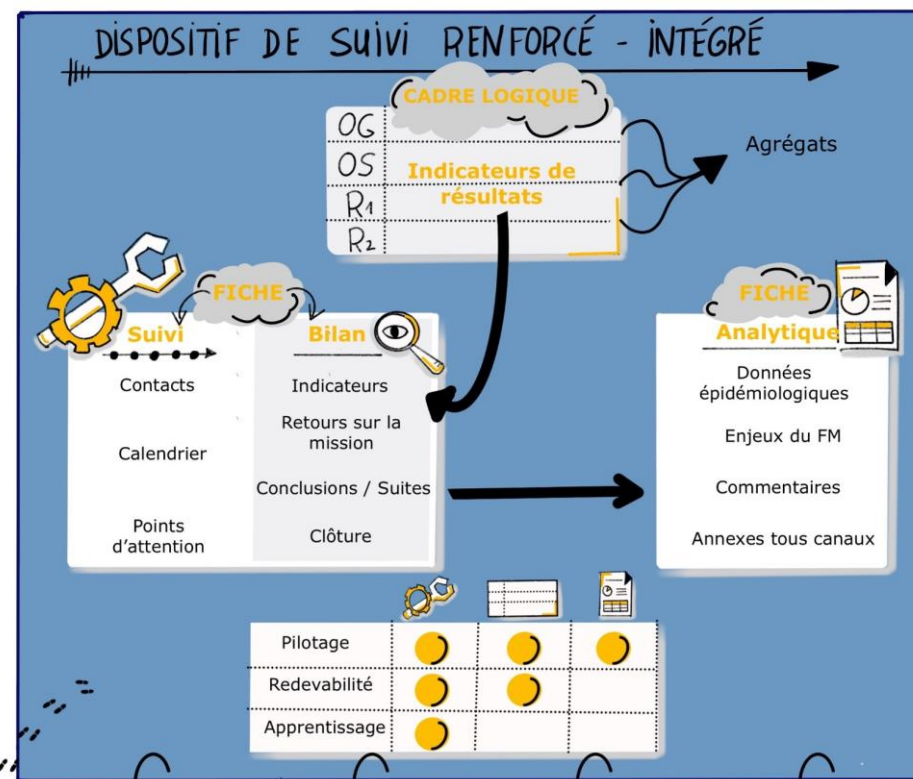 DISPOSITIF DE SUIVI RENFORCÉ - INTÉGRÉ
CADRE LOGIQUE
OG
OS
R1
R2
Indicateurs de
résultats
Agrégats
FICHE
Suivi
Contacts
Calendrier
Points
d'attention
Bilan
Indicateurs
Retours sur la
mission
Conclusions / Suites
Clôture
FICHE
Analytique
Données
épidémiologiques
Enjeux du FM
Commentaires
Annexes tous canaux
Pilotage
Redevabilité
Apprentissage